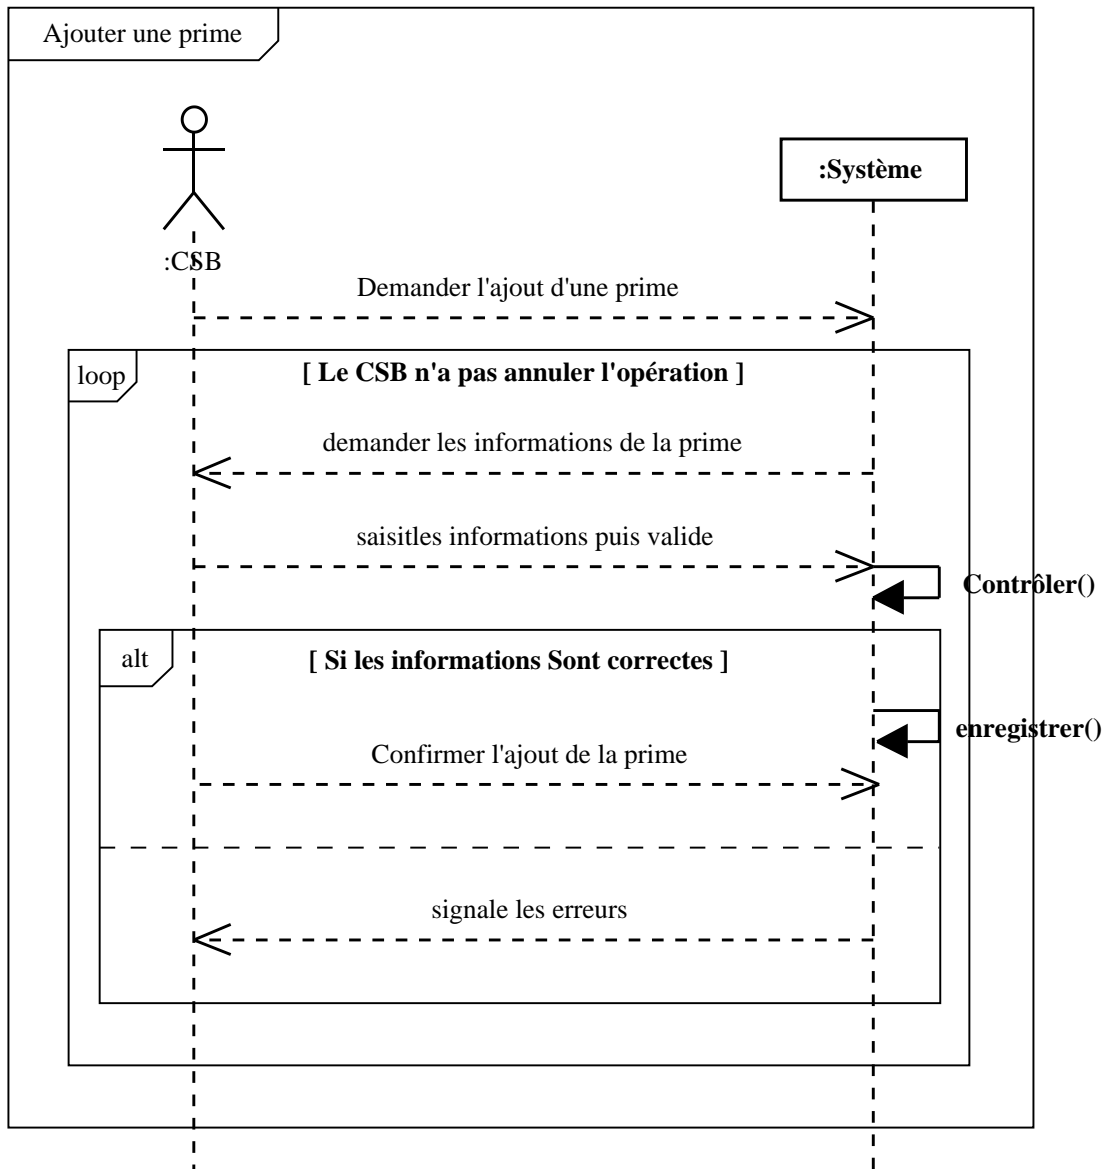 Ajouter une prime
:Système
:CSB
Demander l'ajout d'une prime
loop
[ Le CSB n'a pas annuler l'opération ]
demander les informations de la prime
saisitles informations puis valide
Contrôler()
alt
[ Si les informations Sont correctes ]
enregistrer()
Confirmer l'ajout de la prime
signale les erreurs